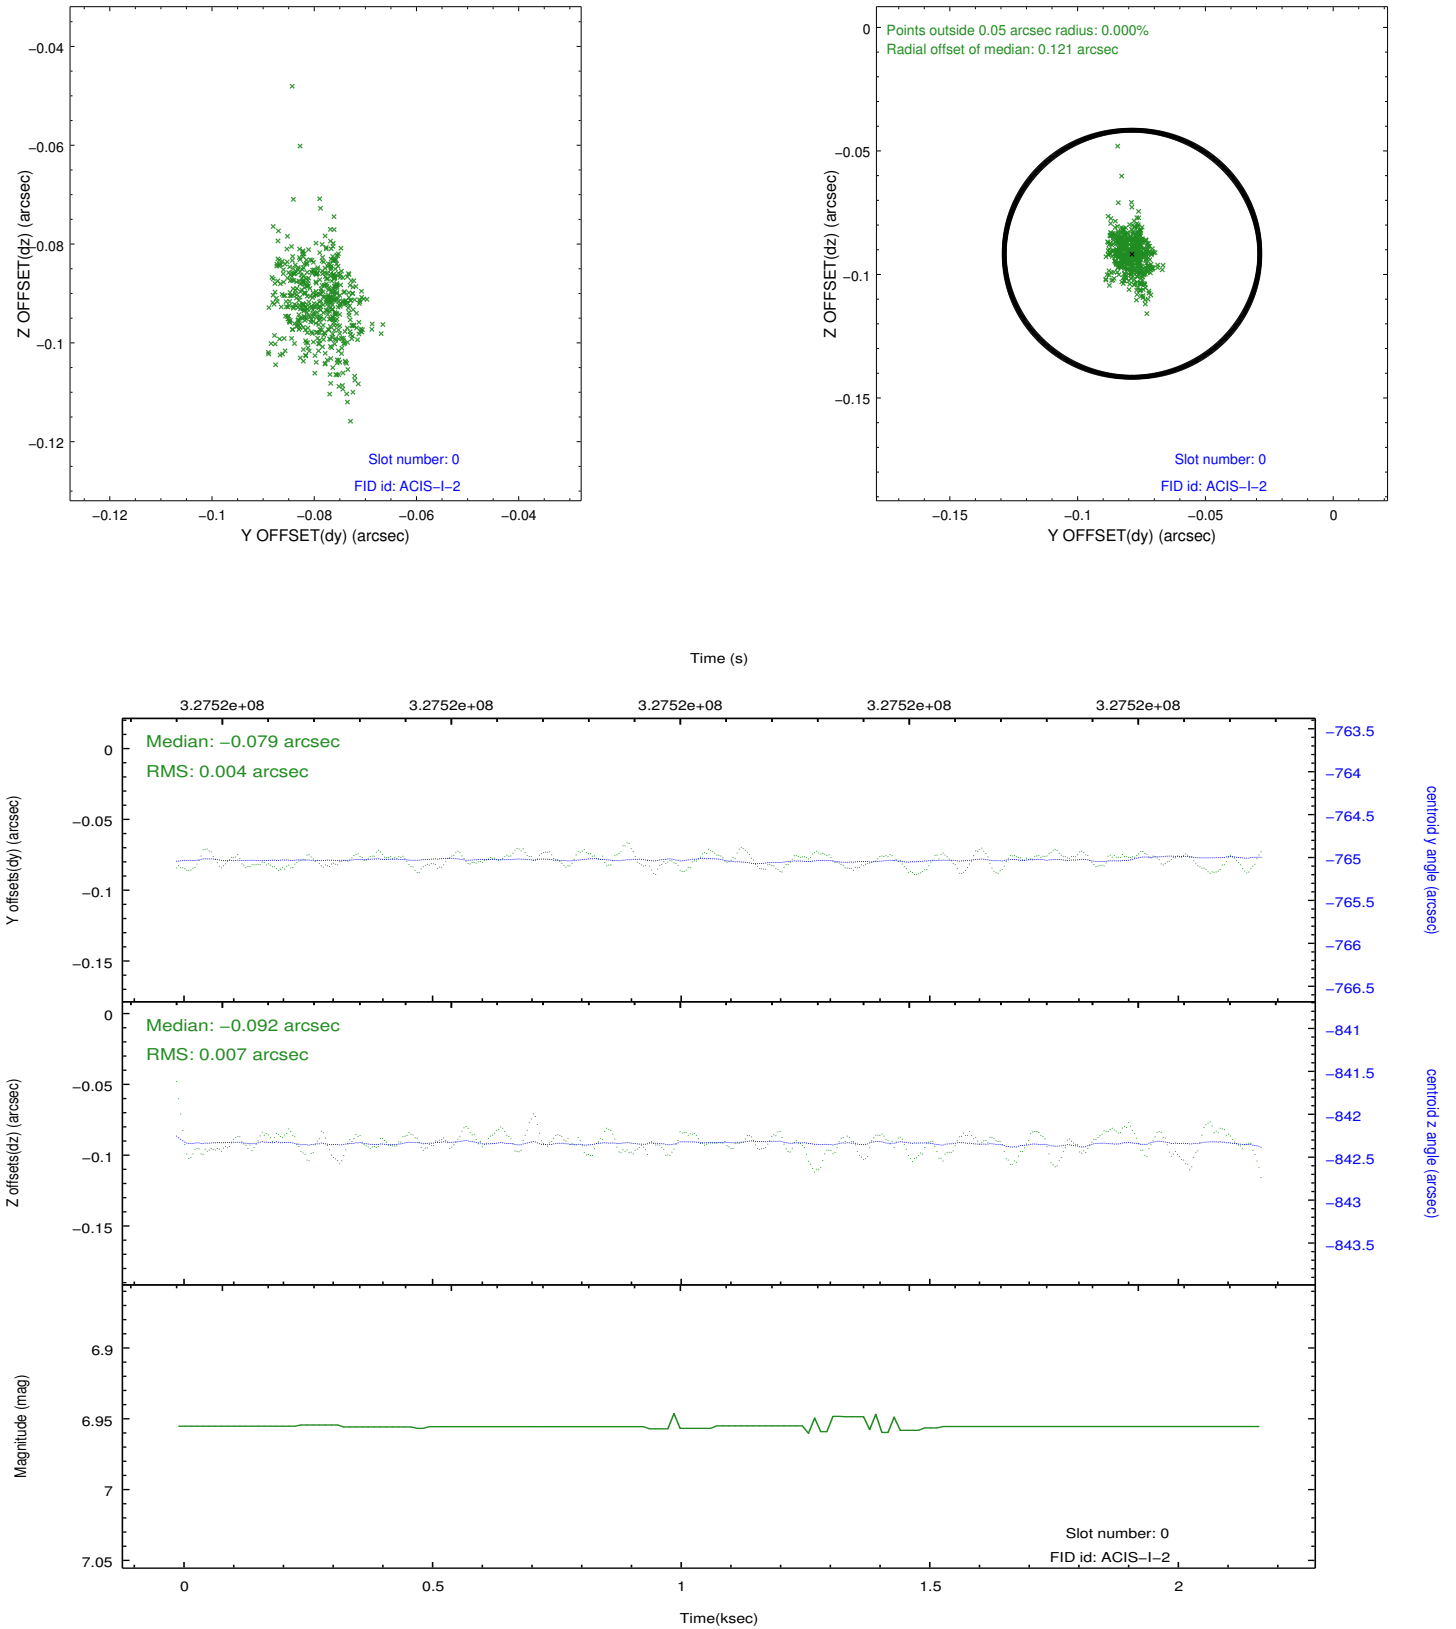 −0.04
−0.06
−0.08
−0.1
−0.12
Z OFFSET(dz) (arcsec)
Slot number: 0
FID id: ACIS−I−2
−0.12
−0.1
−0.08
−0.06
−0.04
Y OFFSET(dy) (arcsec)
Points outside 0.05 arcsec radius: 0.000%
Radial offset of median: 0.121 arcsec
0
−0.05
−0.1
−0.15
Z OFFSET(dz) (arcsec)
Slot number: 0
FID id: ACIS−I−2
−0.15
−0.1
−0.05
0
Y OFFSET(dy) (arcsec)
Time (s)
3.2752e+08
3.2752e+08
3.2752e+08
3.2752e+08
3.2752e+08
Median: −0.079 arcsec
RMS: 0.004 arcsec
0
−0.05
−0.1
−0.15
Y offsets(dy) (arcsec)
−763.5
−764
−764.5
−765
−765.5
−766
−766.5
centroid y angle (arcsec)
Median: −0.092 arcsec
RMS: 0.007 arcsec
0
−0.05
−0.1
−0.15
Z offsets(dz) (arcsec)
−841
−841.5
−842
−842.5
−843
−843.5
centroid z angle (arcsec)
6.9
6.95
7
7.05
Magnitude (mag)
Slot number: 0
FID id: ACIS−I−2
0
0.5
1
1.5
2
Time(ksec)